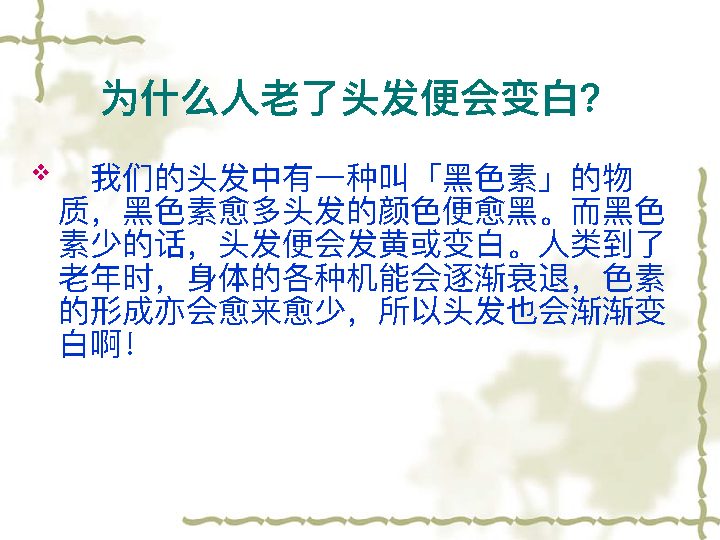 为什么人老了头发便会变白?
我们的头发中有一种叫「黑色素」的物
质，黑色素愈多头发的颜色便愈黑。而黑色
素少的话，头发便会发黄或变白。人类到了
老年时，身体的各种机能会逐渐衰退，色素
的形成亦会愈来愈少，所以头发也会渐渐变
白啊！